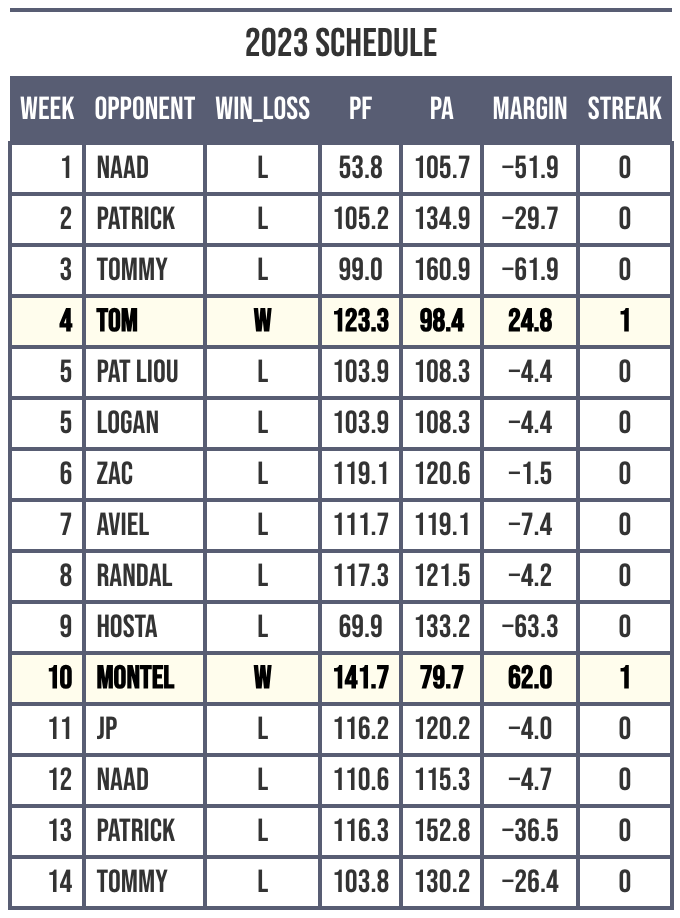 2023 SCHEDULE
WEEK OPPONENT WIN_LOSS PF PA MARGIN STREAK
1 NAAD L 53.8 105.7 −51.9 0
2 PATRICK L 105.2 134.9 −29.7 0
3 TOMMY L 99.0 160.9 −61.9 0
4 TOM W 123.3 98.4 24.8 1
5 PAT LIOU L 103.9 108.3 −4.4 0
5 LOGAN L 103.9 108.3 −4.4 0
6 ZAC L 119.1 120.6 −1.5 0
7 AVIEL L 111.7 119.1 −7.4 0
8 RANDAL L 117.3 121.5 −4.2 0
9 HOSTA L 69.9 133.2 −63.3 0
10 MONTEL W 141.7 79.7 62.0 1
11 JP L 116.2 120.2 −4.0 0
12 NAAD L 110.6 115.3 −4.7 0
13 PATRICK L 116.3 152.8 −36.5 0
14 TOMMY L 103.8 130.2 −26.4 0